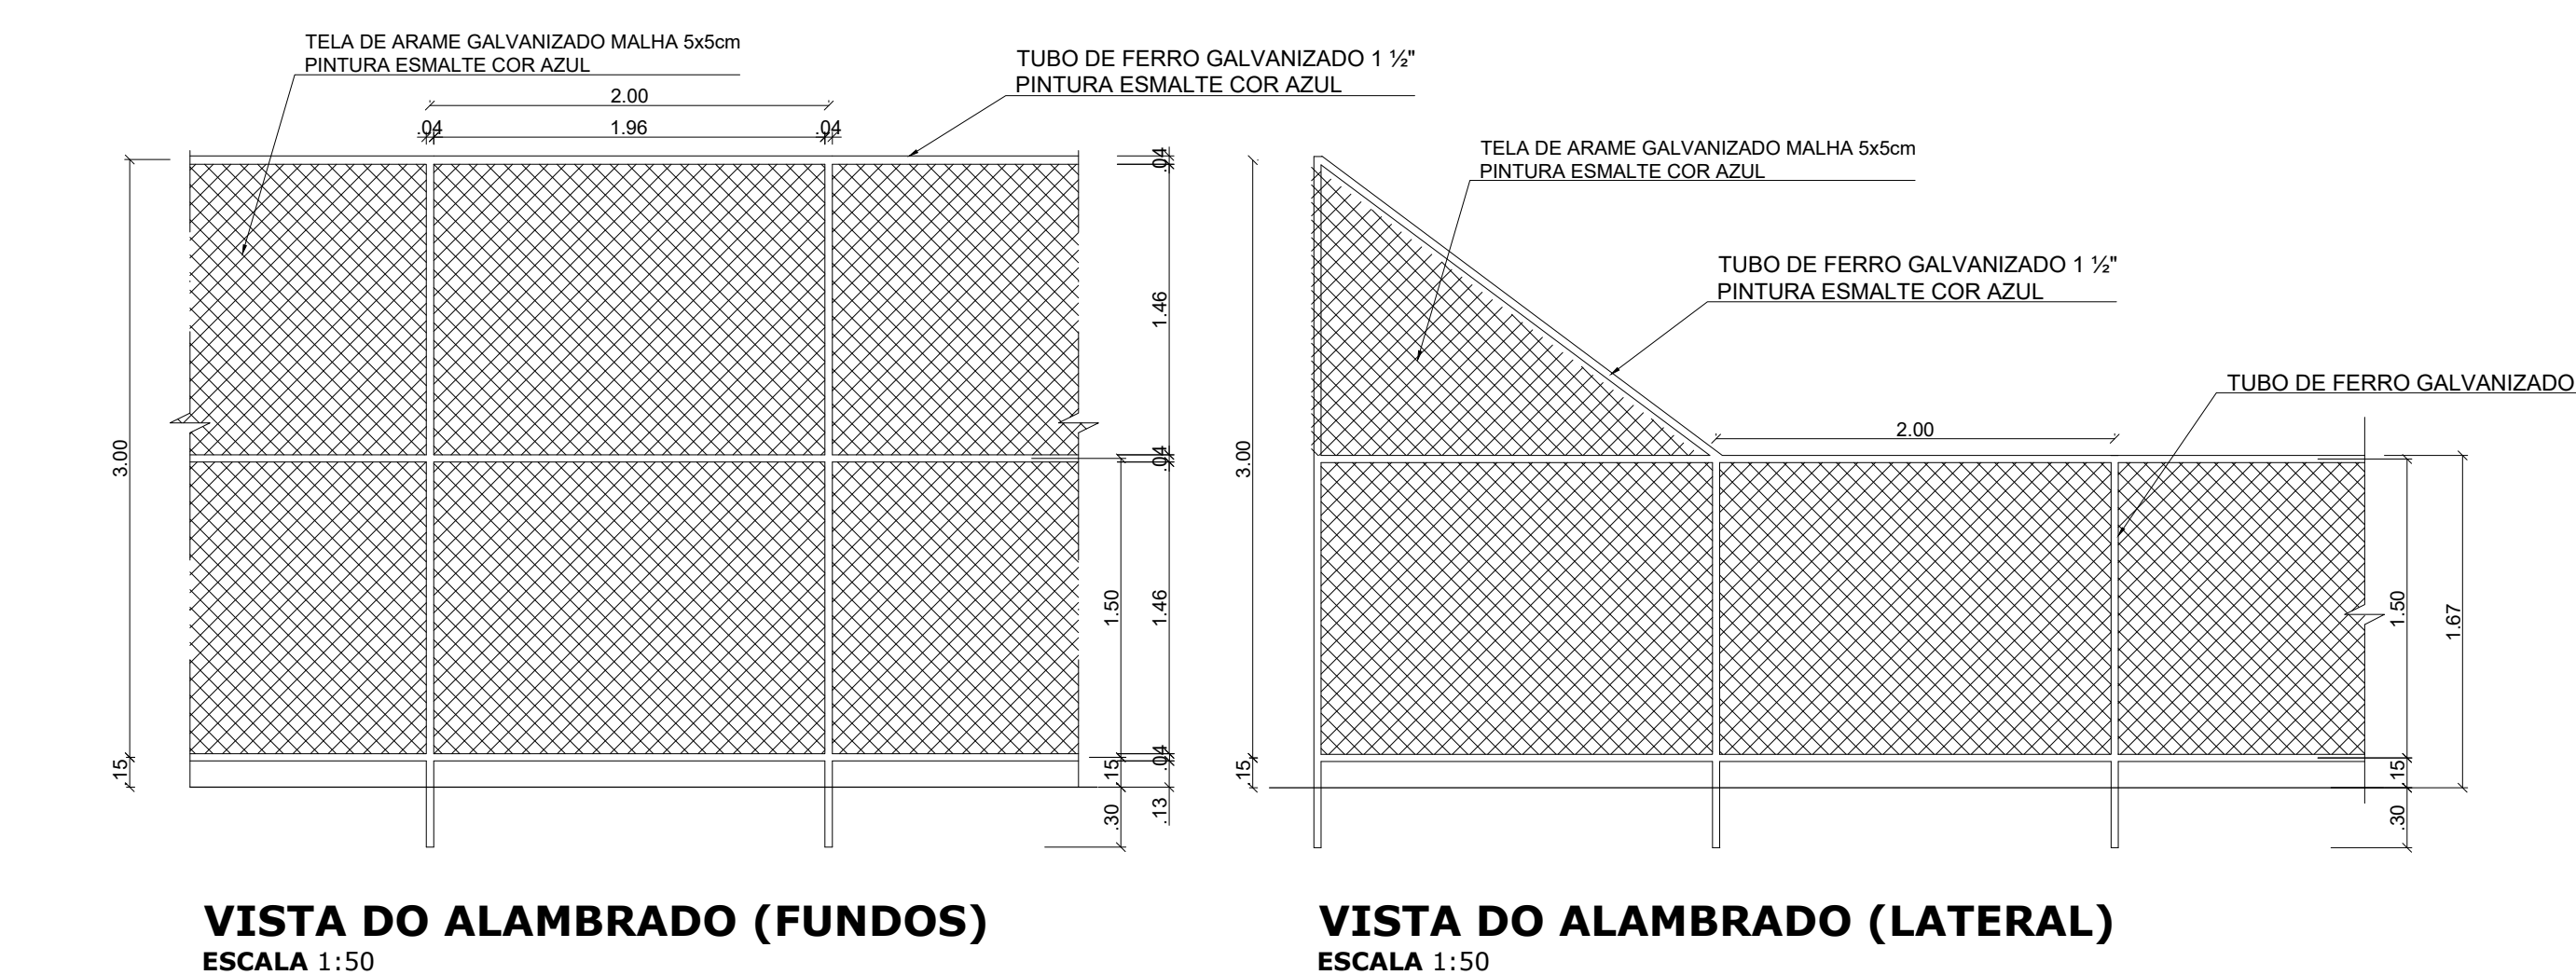 TELA DE ARAME GALVANIZADO MALHA 5x5cm
PINTURA ESMALTE COR AZUL
2.00
.04
1.96
.04
3.00
.15
TUBO DE FERRO GALVANIZADO 1 ½"
PINTURA ESMALTE COR AZUL
.04
1.46
.04
1.50
1.46
.15
.04
.30
.13
VISTA DO ALAMBRADO (FUNDOS)
ESCALA 1:50
TELA DE ARAME GALVANIZADO MALHA 5x5cm
PINTURA ESMALTE COR AZUL
TUBO DE FERRO GALVANIZADO 1 ½"
PINTURA ESMALTE COR AZUL
TUBO DE FERRO GALVANIZADO
2.00
3.00
.15
1.50
1.67
.15
.30
VISTA DO ALAMBRADO (LATERAL)
ESCALA 1:50